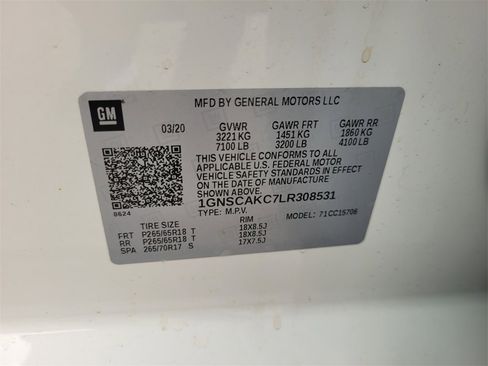 GM
MFD BY GENERAL MOTORS LLC
03/20 GVWR GAWR FRT GAWR RR
3221 KG 1451 KG 1860 KG
7100 LB 3200 LB 4100 LB
THIS VEHICLE CONFORMS TO ALL
APPLICABLE U.S. FEDERAL MOTOR
VEHICLE SAFETY STANDARDS IN EFFECT
ON THE DATE OF MANUFACTURE
SHOWN ABOVE.
1GNSCAKC7LR308531
8624 TYPE: M.P.V. MODEL: 71CC15706
TIRE SIZE RIM
FRT P265/65R18 T 18X8.5J
RR P265/65R18 T 18X8.5J
SPA 265/70R17 S 17X7.5J